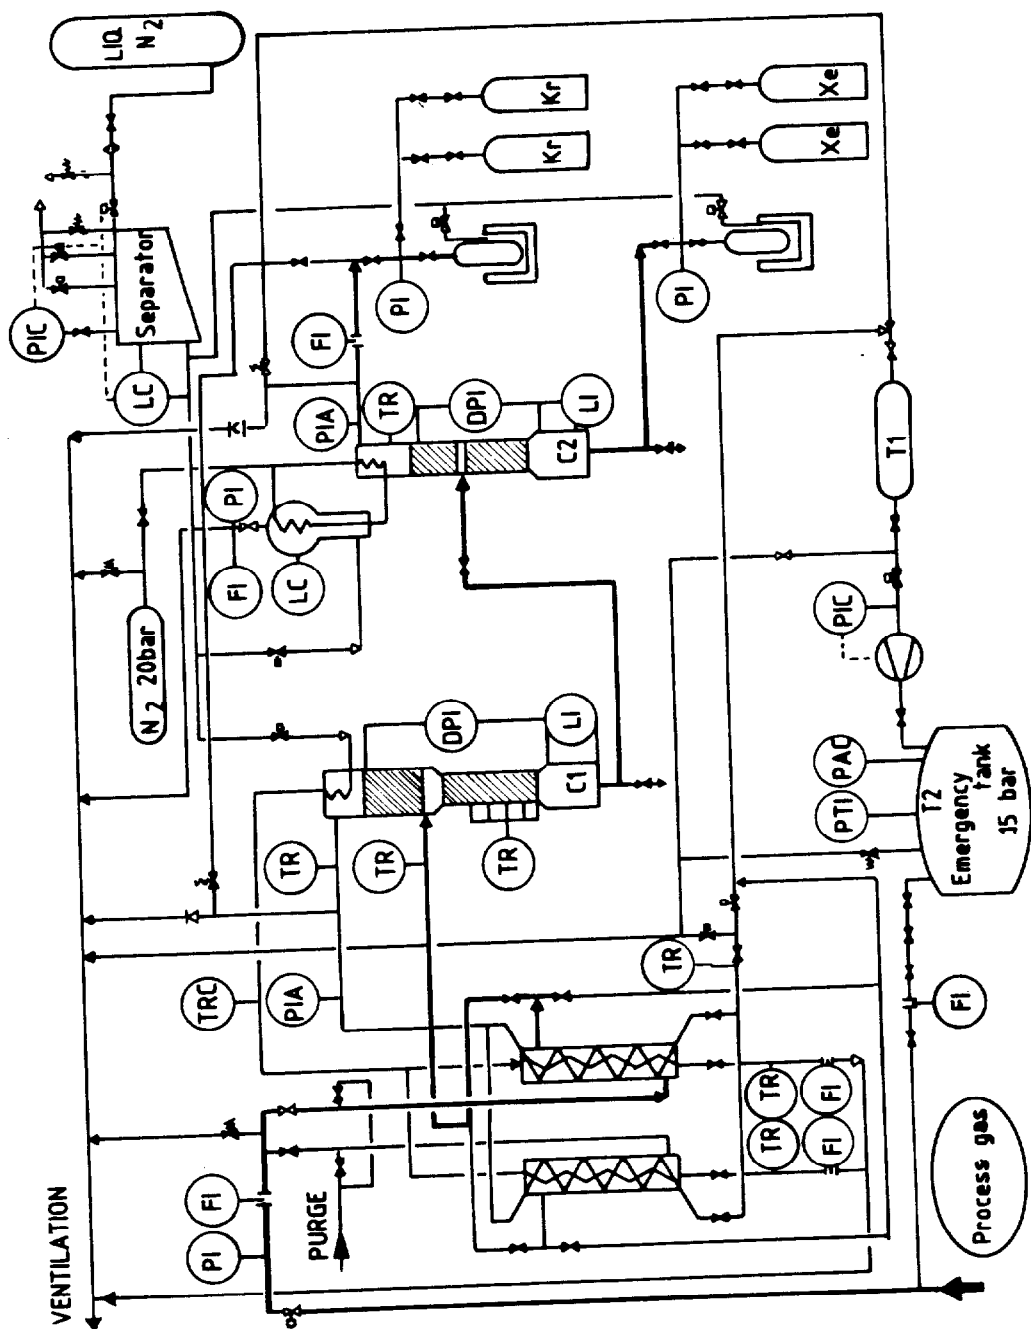 LIQ
N2
Separator
PIC
LC
Kr
Kr
Xe
Xe
PI
PI
FI
PIA
TR
DPI
LI
C2
PI
FI
LC
N2 20bar
T1
PIC
DPI
LI
C1
TR
TR
TR
PAC
PTI
T2
Emergency
tank
15 bar
TRC
PIA
TR
FI
TR
FI
TR
FI
FI
PI
PURGE
VENTILATION
Process gas